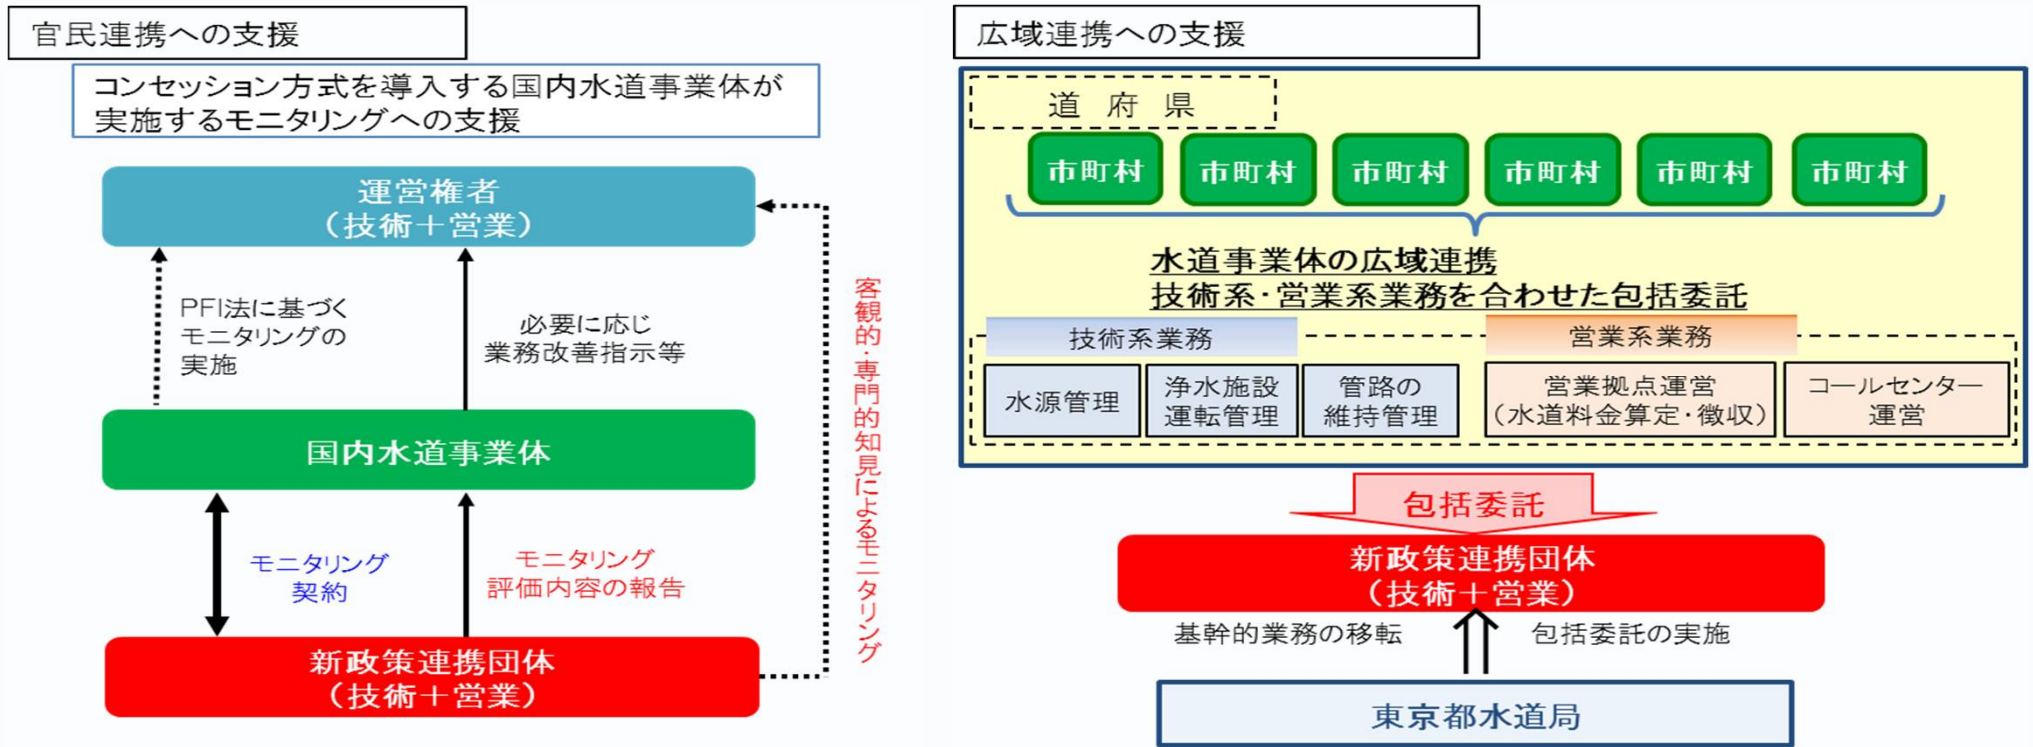 官民連携への支援
コンセッション方式を導入する国内水道事業体が
実施するモニタリングへの支援
運営権者
（技術＋営業）
PFI法に基づく
モニタリングの
実施
必要に応じ
業務改善指示等
客観的・専門的知見によるモニタリング
国内水道事業体
モニタリング
契約
モニタリング
評価内容の報告
新政策連携団体
（技術＋営業）
広域連携への支援
道府県
市町村
市町村
市町村
市町村
市町村
市町村
水道事業体の広域連携
技術系・営業系業務を合わせた包括委託
技術系業務
営業系業務
水源管理
浄水施設
運転管理
管路の
維持管理
営業拠点運営
（水道料金算定・徴収）
コールセンター
運営
包括委託
新政策連携団体
（技術＋営業）
基幹的業務の移転
包括委託の実施
東京都水道局